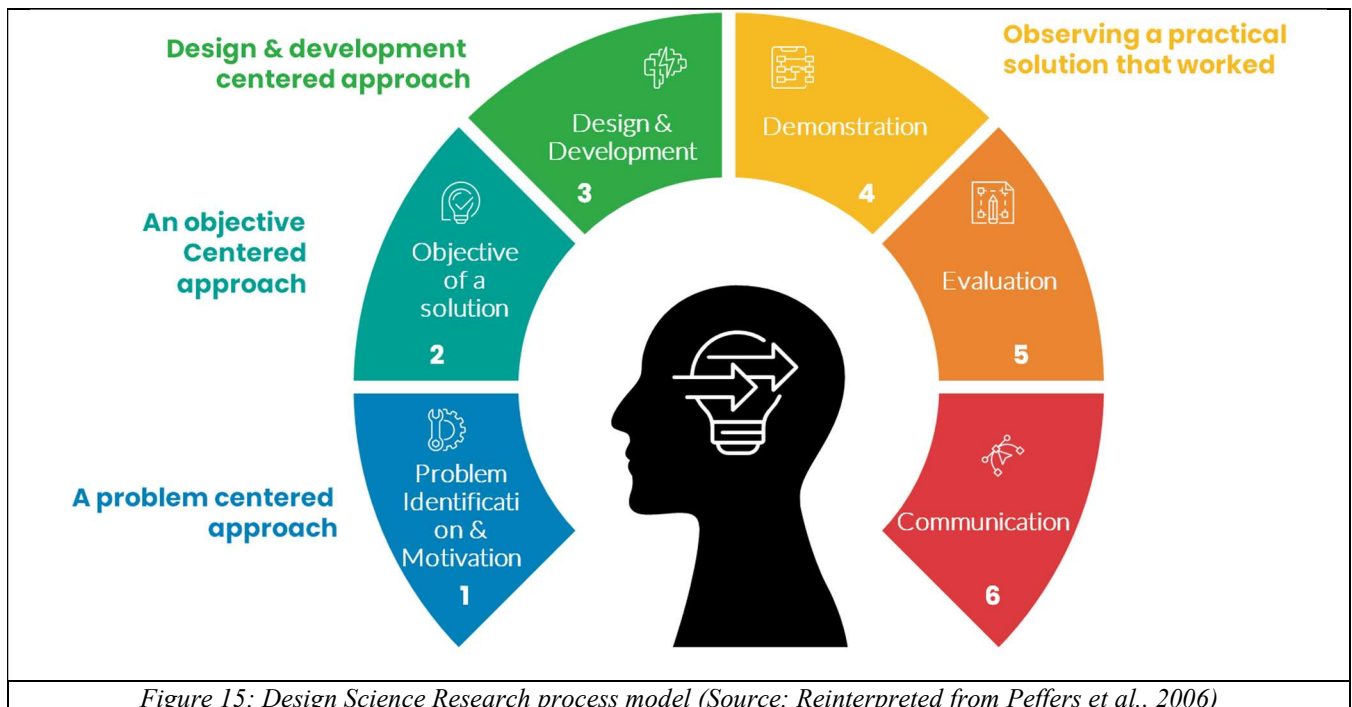 Design & development
centered approach
Observing a practical
solution that worked
Design &
Development
3
Demonstration
4
An objective
Centered
approach
Objective
of a
solution
2
Evaluation
5
A problem centered
approach
Problem
Identificati
on &
Motivation
1
Communication
6
Figure 15: Design Science Research process model (Source: Reinterpreted from Peffers et al., 2006)